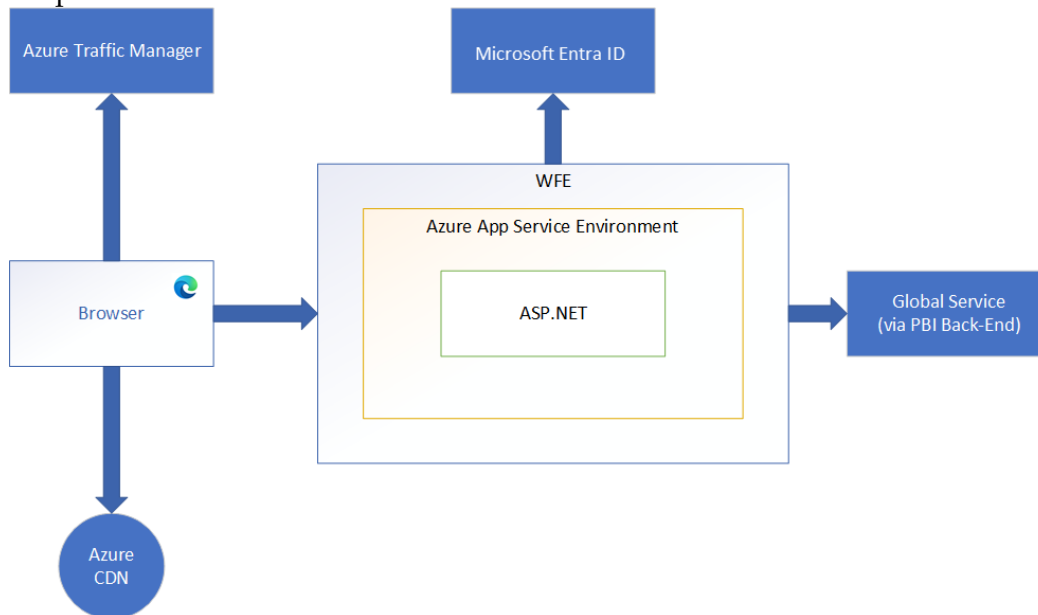 Azure Traffic Manager
Microsoft Entra ID
WFE
Azure App Service Environment
Browser
ASP.NET
Global Service
(via PBI Back-End)
Azure
CDN